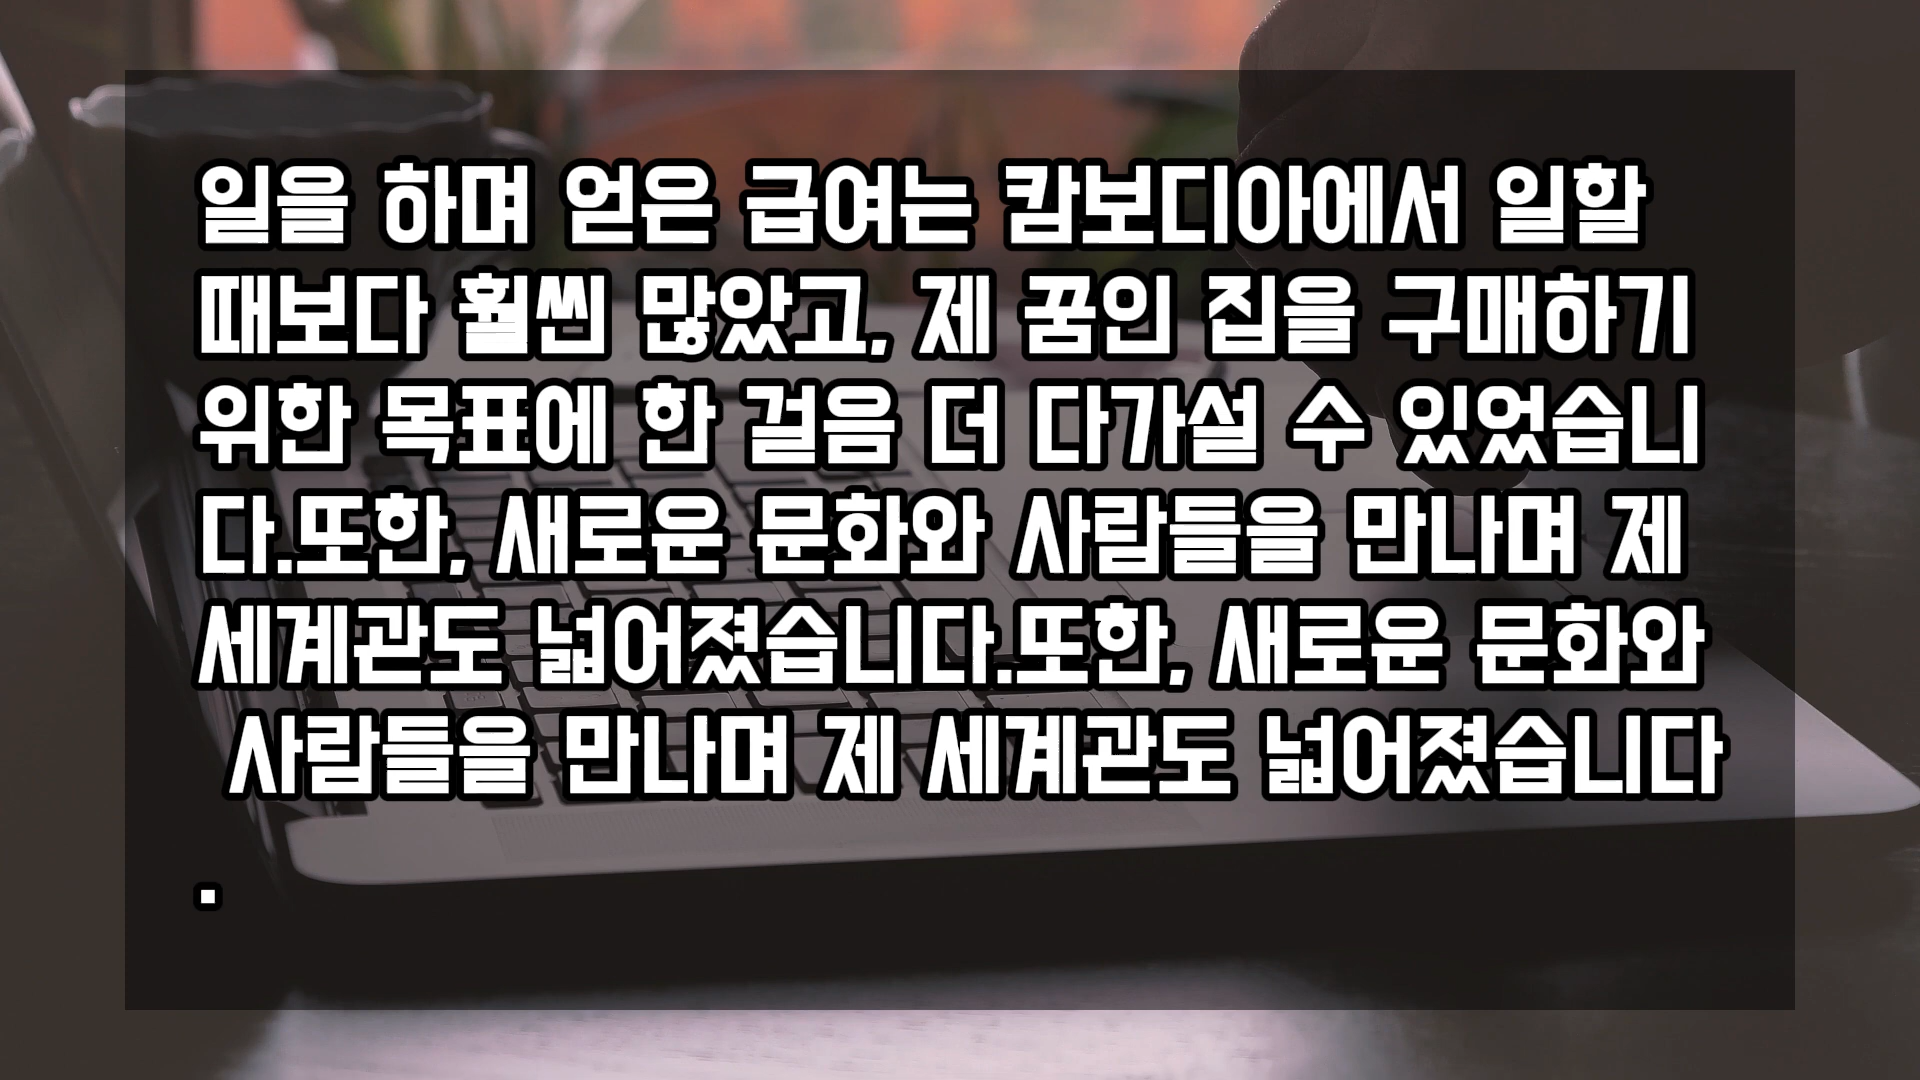 일을 하며 얻은 급여는 캄보디아에서 일할
때보다 훨씬 많았고, 제 꿈인 집을 구매하기
위한 목표에 한 걸음 더 다가설 수 있었습니
다.또한, 새로운 문화와 사람들을 만나며 제
세계관도 넓어졌습니다.또한, 새로운 문화와
사람들을 만나며 제 세계관도 넓어졌습니다
.